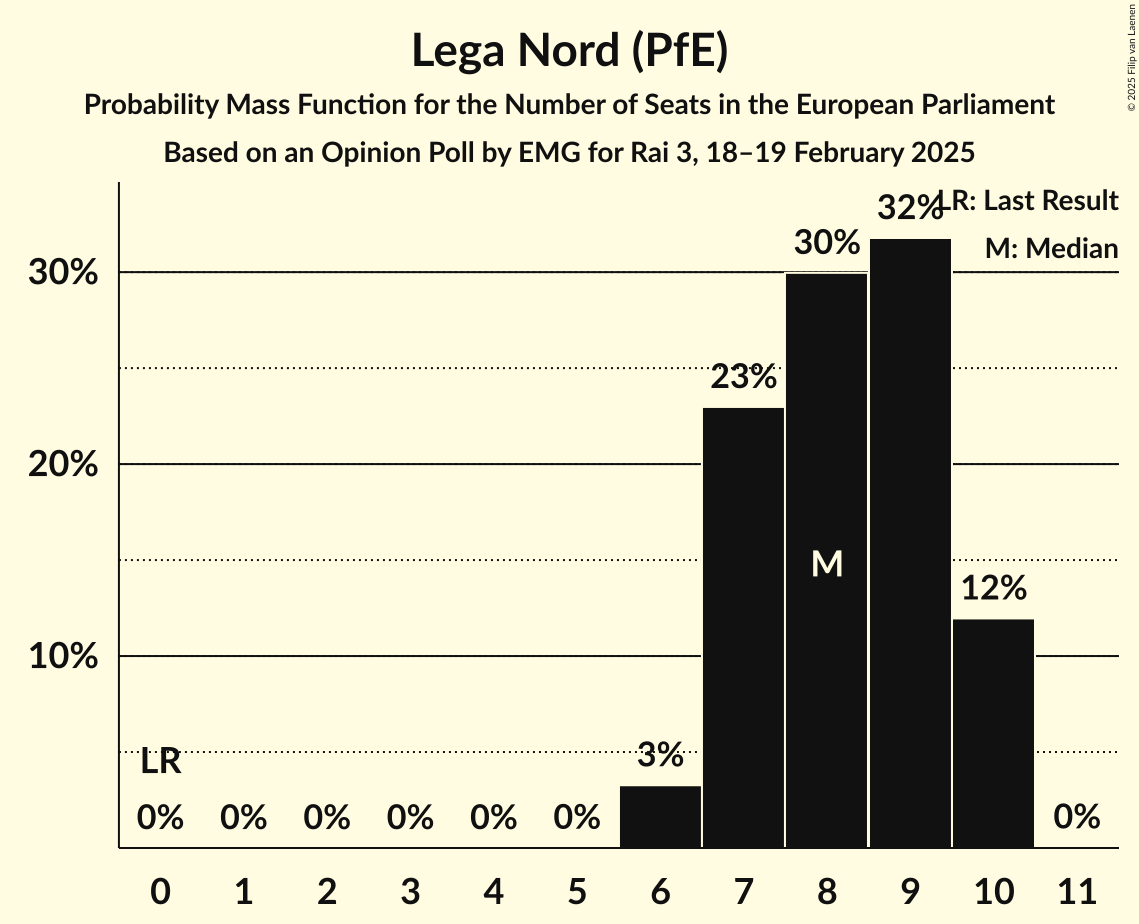 Lega Nord (PfE)
Probability Mass Function for the Number of Seats in the European Parliament
Based on an Opinion Poll by EMG for Rai 3, 18–19 February 2025
© 2025 Filip van Laenen
LR: Last Result
M: Median
30%
20%
10%
LR
0%
0%
0%
0%
0%
0%
3%
23%
30%
32%
12%
0%
M
0 1 2 3 4 5 6 7 8 9 10 11